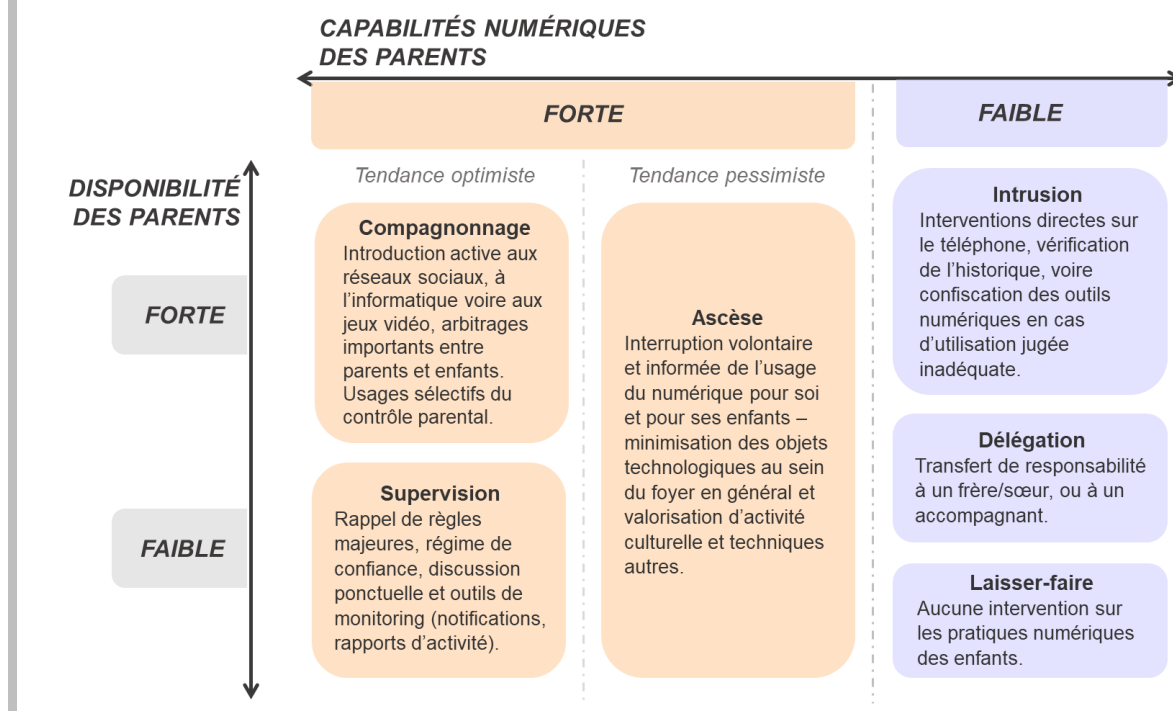 CAPABILITÉS NUMÉRIQUES
DES PARENTS
FORTE
FAIBLE
DISPONIBILITÉ
DES PARENTS
FORTE
FAIBLE
Tendance optimiste
Tendance pessimiste
Compagnonnage
Introduction active aux
réseaux sociaux, à
l’informatique voire aux
jeux vidéo, arbitrages
importants entre
parents et enfants.
Usages sélectifs du
contrôle parental.
Supervision
Rappel de règles
majeures, régime de
confiance, discussion
ponctuelle et outils de
monitoring (notifications,
rapports d’activité).
Ascèse
Interruption volontaire
et informée de l’usage
du numérique pour soi
et pour ses enfants –
minimisation des objets
technologiques au sein
du foyer en général et
valorisation d’activité
culturelle et techniques
autres.
Intrusion
Interventions directes sur
le téléphone, vérification
de l’historique, voire
confiscation des outils
numériques en cas
d’utilisation jugée
inadéquate.
Délégation
Transfert de responsabilité
à un frère/sœur, ou à un
accompagnant.
Laisser-faire
Aucune intervention sur
les pratiques numériques
des enfants.